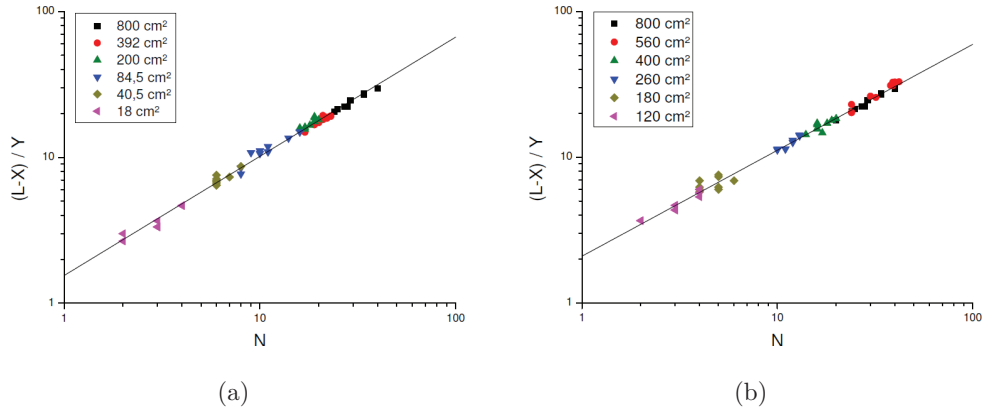 100
10
1
(L-X) / Y
800 cm²
392 cm²
200 cm²
84,5 cm²
40,5 cm²
18 cm²
1
10
100
N
(a)
100
10
1
(L-X) / Y
800 cm²
560 cm²
400 cm²
260 cm²
180 cm²
120 cm²
1
10
100
N
(b)